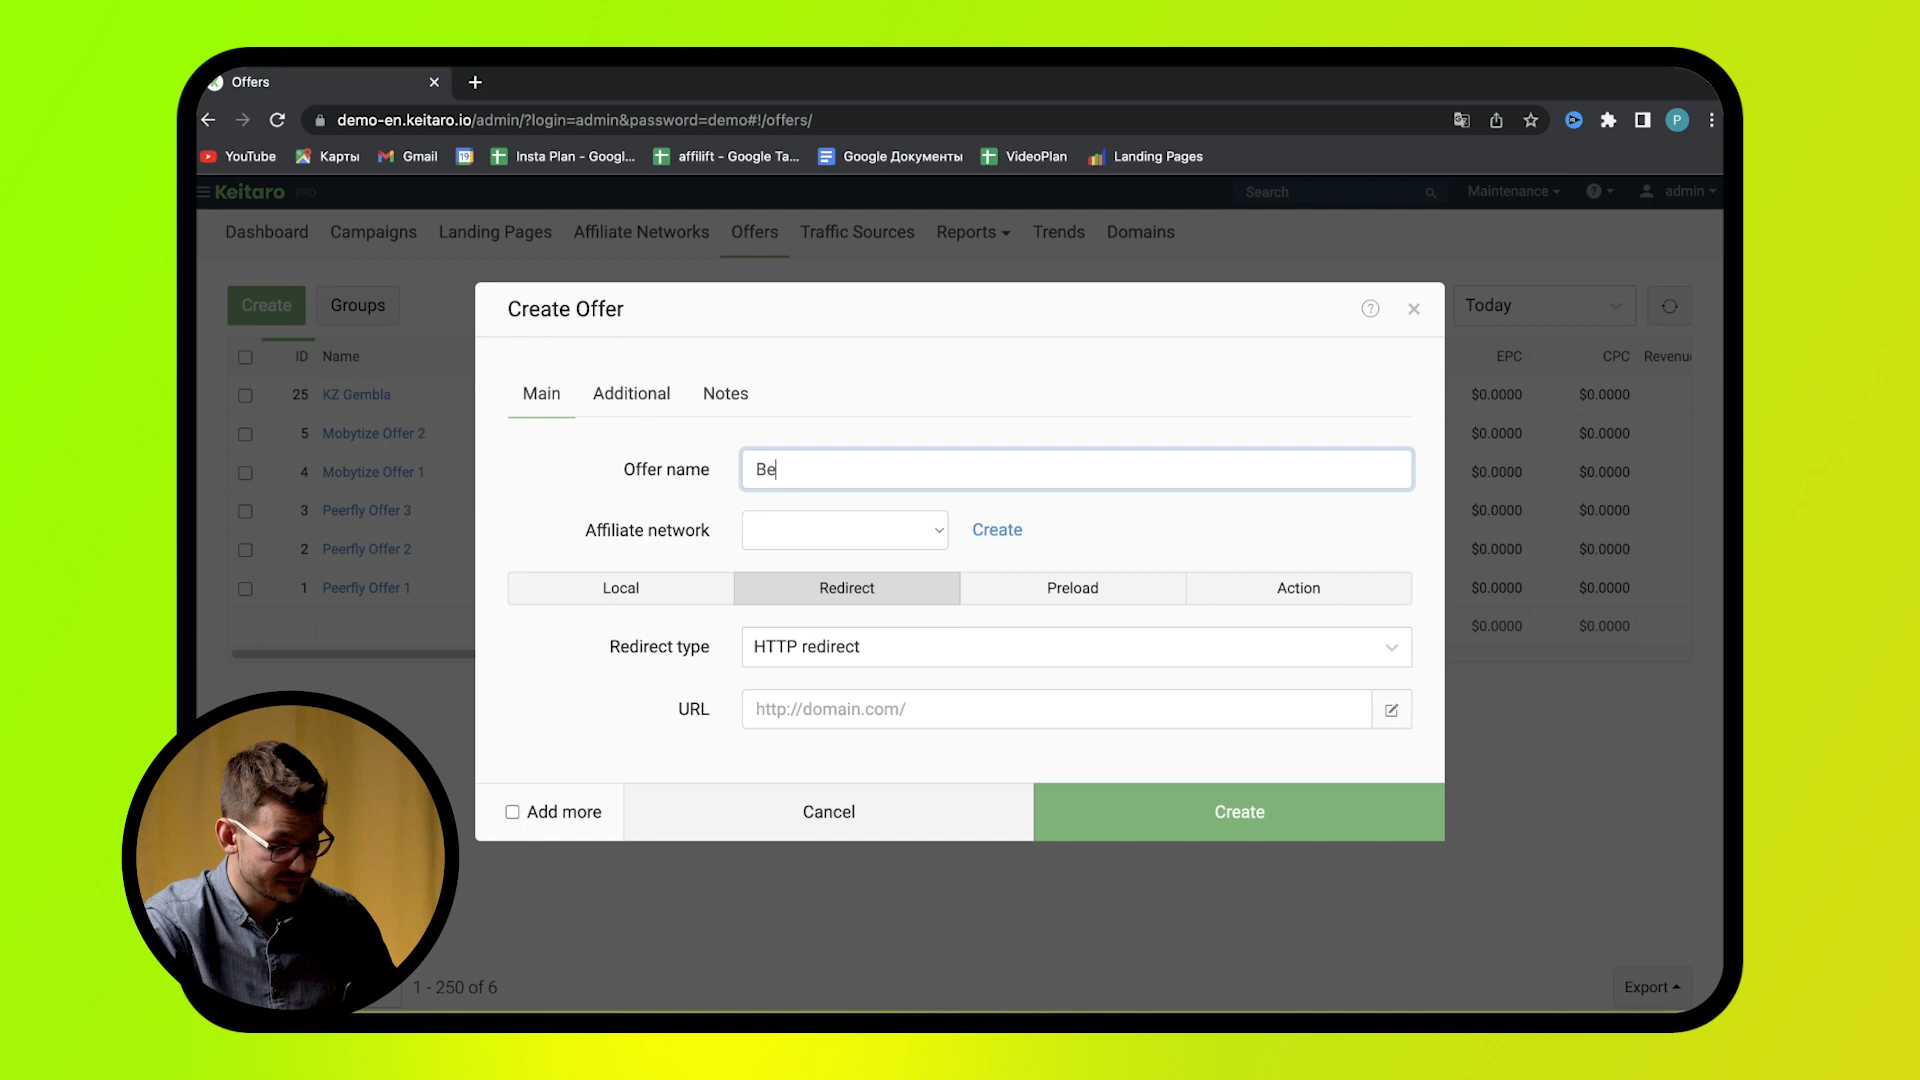 Offers
demo-en.keitaro.io/admin/?login=admin&password=demo#!/offers/
P
YouTube Карты Gmail 19 Insta Plan - Googl... affilift - Google Ta... Google Документы VideoPlan Landing Pages
Keitaro PRO Search Maintenance ? admin
Dashboard Campaigns Landing Pages Affiliate Networks Offers Traffic Sources Reports Trends Domains
Create Groups Today
Create Offer ?
ID Name EPC CPC Revenu
25 KZ Gembla $0.0000 $0.0000
5 Mobytize Offer 2 $0.0000 $0.0000
4 Mobytize Offer 1 $0.0000 $0.0000
3 Peerfly Offer 3 $0.0000 $0.0000
2 Peerfly Offer 2 $0.0000 $0.0000
1 Peerfly Offer 1 $0.0000 $0.0000
$0.0000 $0.0000
Main Additional Notes
Offer name Be
Affiliate network Create
Local Redirect Preload Action
Redirect type HTTP redirect
URL http://domain.com/
Add more Cancel Create
1 - 250 of 6 Export